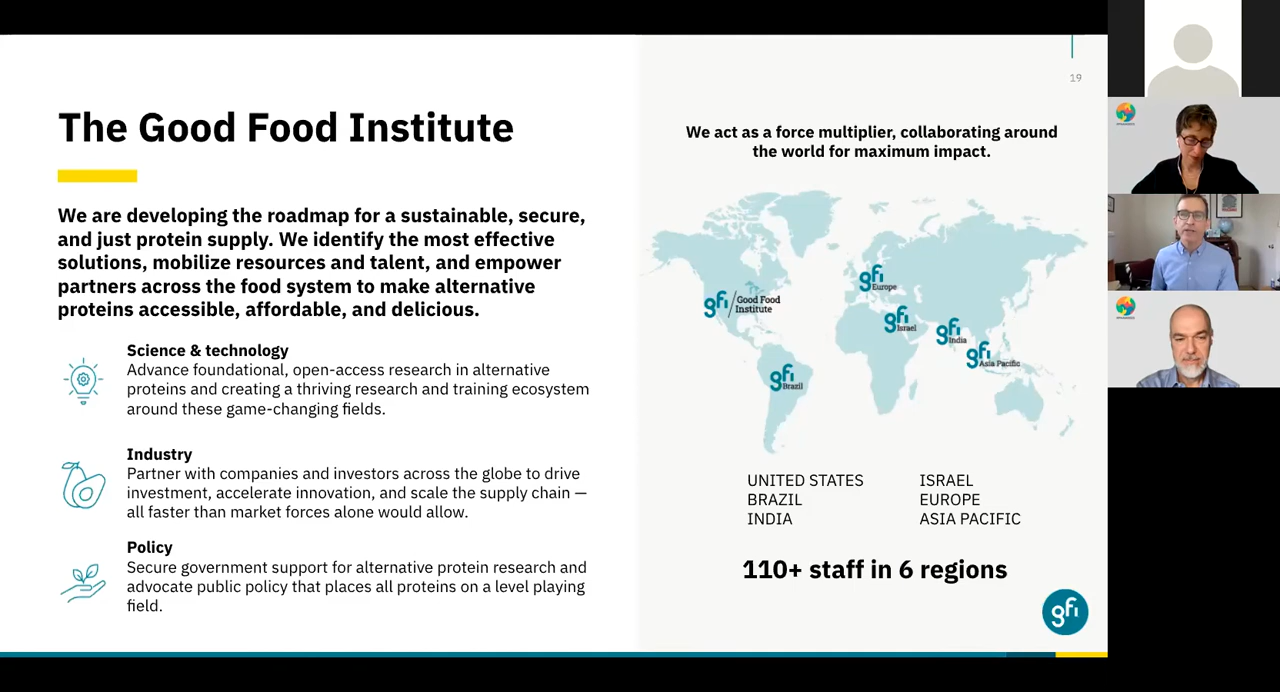 The Good Food Institute
We are developing the roadmap for a sustainable, secure,
and just protein supply. We identify the most effective
solutions, mobilize resources and talent, and empower
partners across the food system to make alternative
proteins accessible, affordable, and delicious.
Science & technology
Advance foundational, open-access research in alternative
proteins and creating a thriving research and training ecosystem
around these game-changing fields.
Industry
Partner with companies and investors across the globe to drive
investment, accelerate innovation, and scale the supply chain —
all faster than market forces alone would allow.
Policy
Secure government support for alternative protein research and
advocate public policy that places all proteins on a level playing
field.
19
We act as a force multiplier, collaborating around
the world for maximum impact.
gfi/Good Food
Institute
gfi Europe
gfi Israel
gfi India
gfi Asia Pacific
gfi Brazil
UNITED STATES
BRAZIL
INDIA
ISRAEL
EUROPE
ASIA PACIFIC
110+ staff in 6 regions
gfi